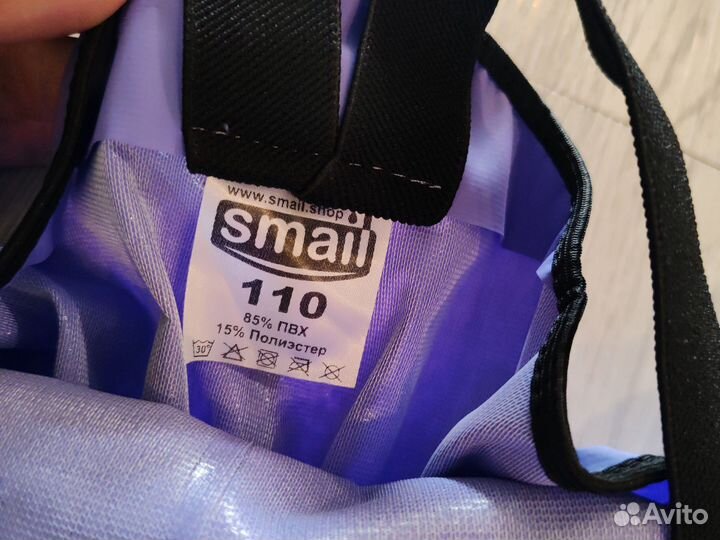 www.smail.shop
smail
110
85% ПВХ
15% Полиэстер
30°
Avito